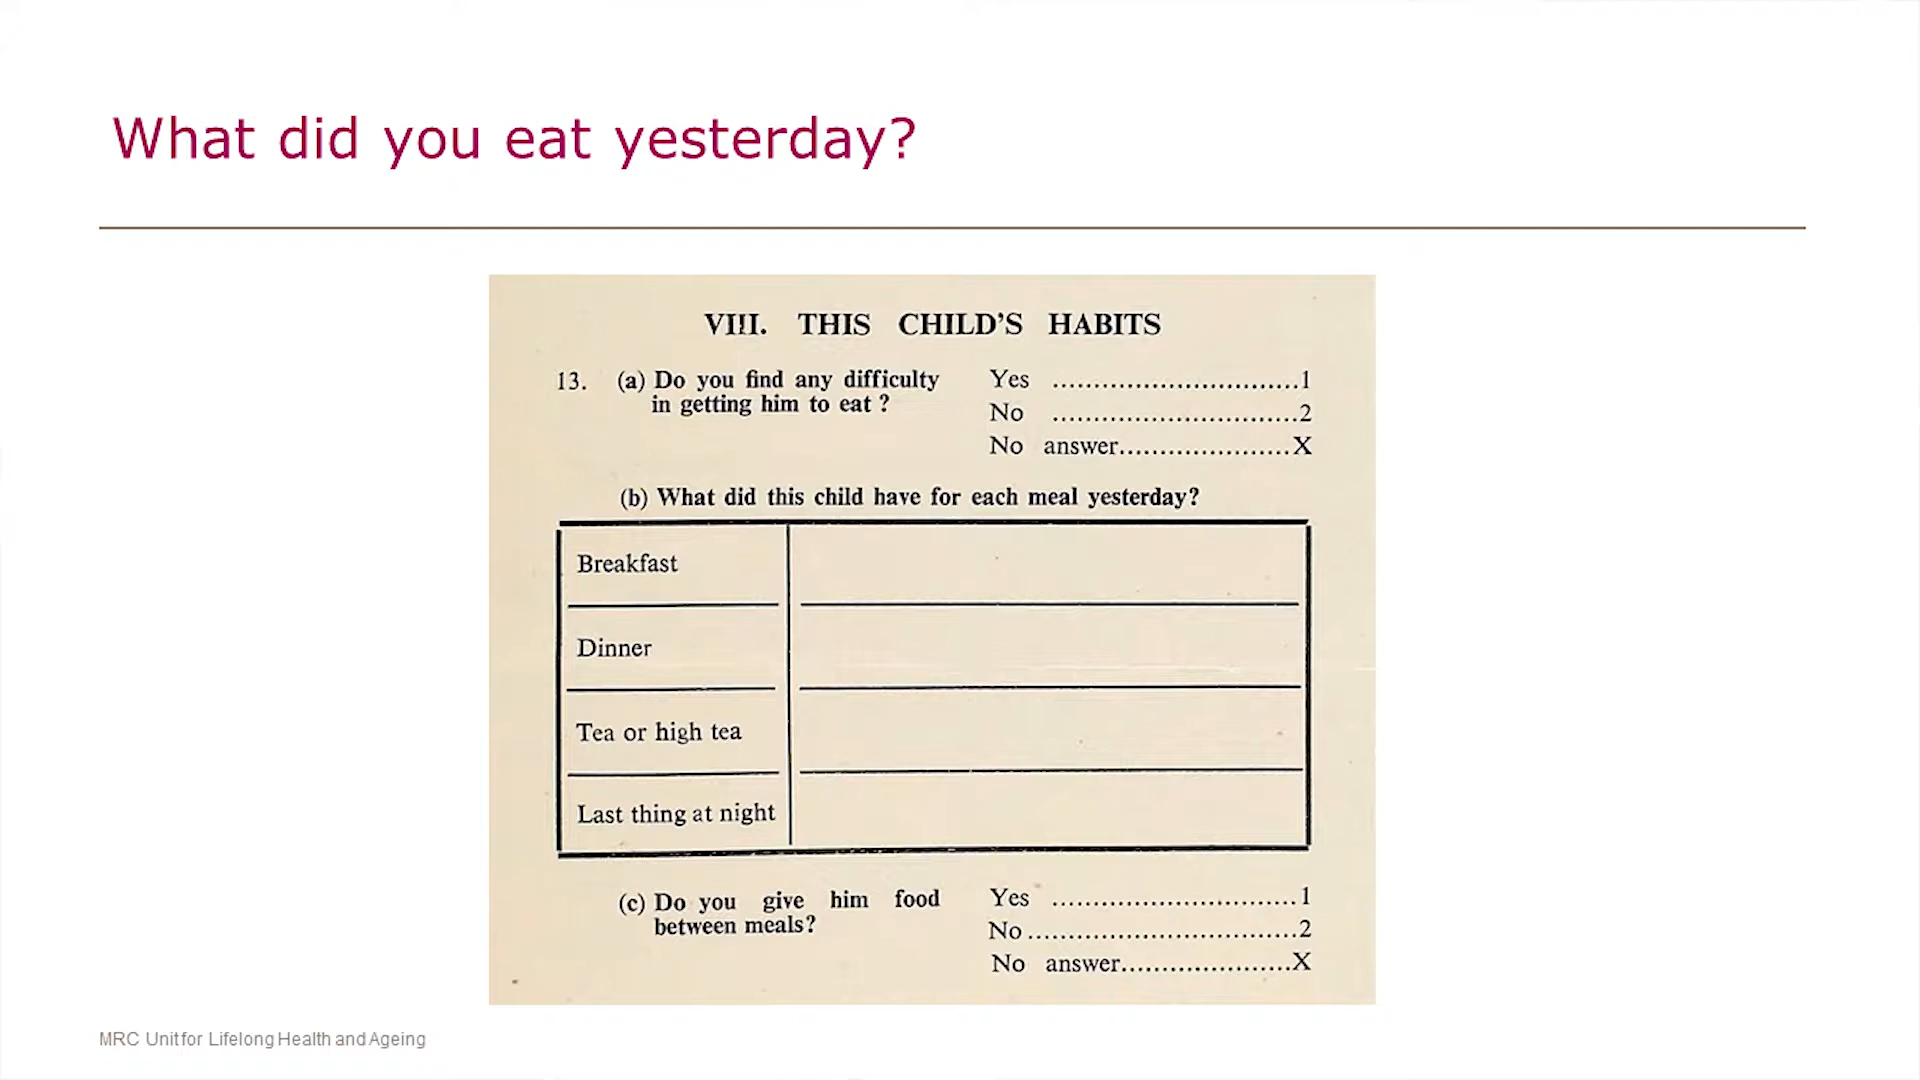 What did you eat yesterday?
VIII. THIS CHILD'S HABITS
13. (a) Do you find any difficulty
in getting him to eat ?
Yes ..............................1
No ..............................2
No answer.....................X
(b) What did this child have for each meal yesterday?
Breakfast
Dinner
Tea or high tea
Last thing at night
(c) Do you give him food
between meals?
Yes ..............................1
No.................................2
No answer.....................X
MRC Unit for Lifelong Health and Ageing